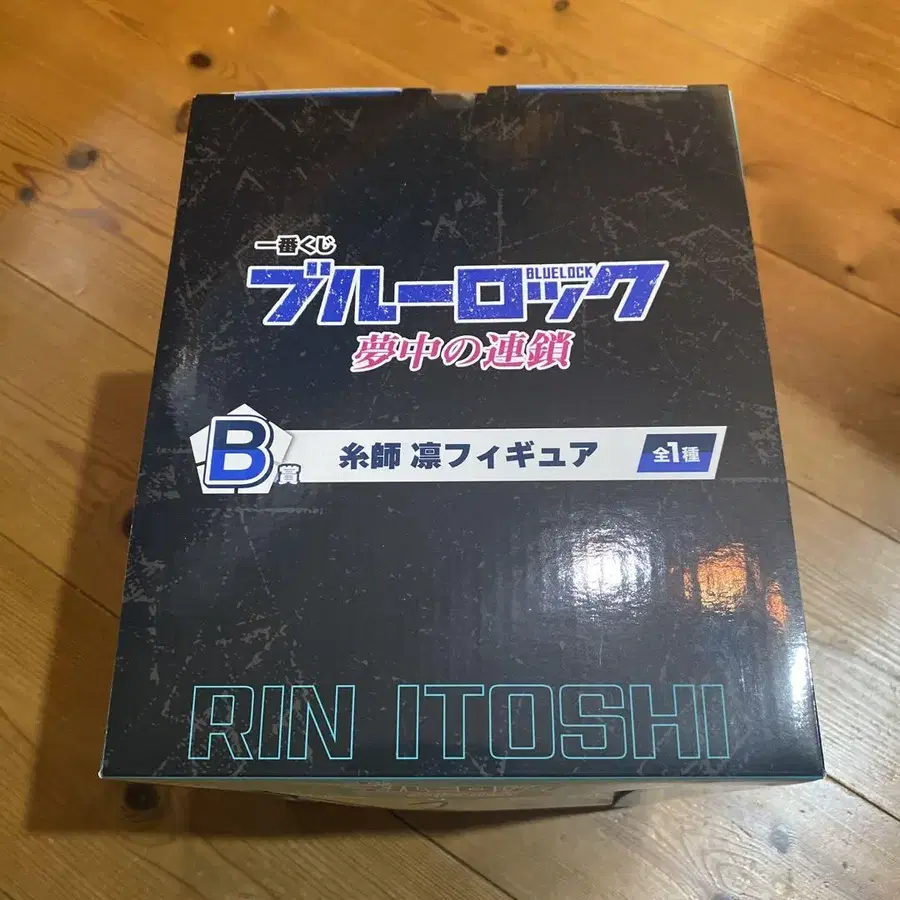 一番くじ
ブルーロック
BLUELOCK
夢中の連鎖
B賞 糸師 凛フィギュア 全1種
RIN ITOSHI